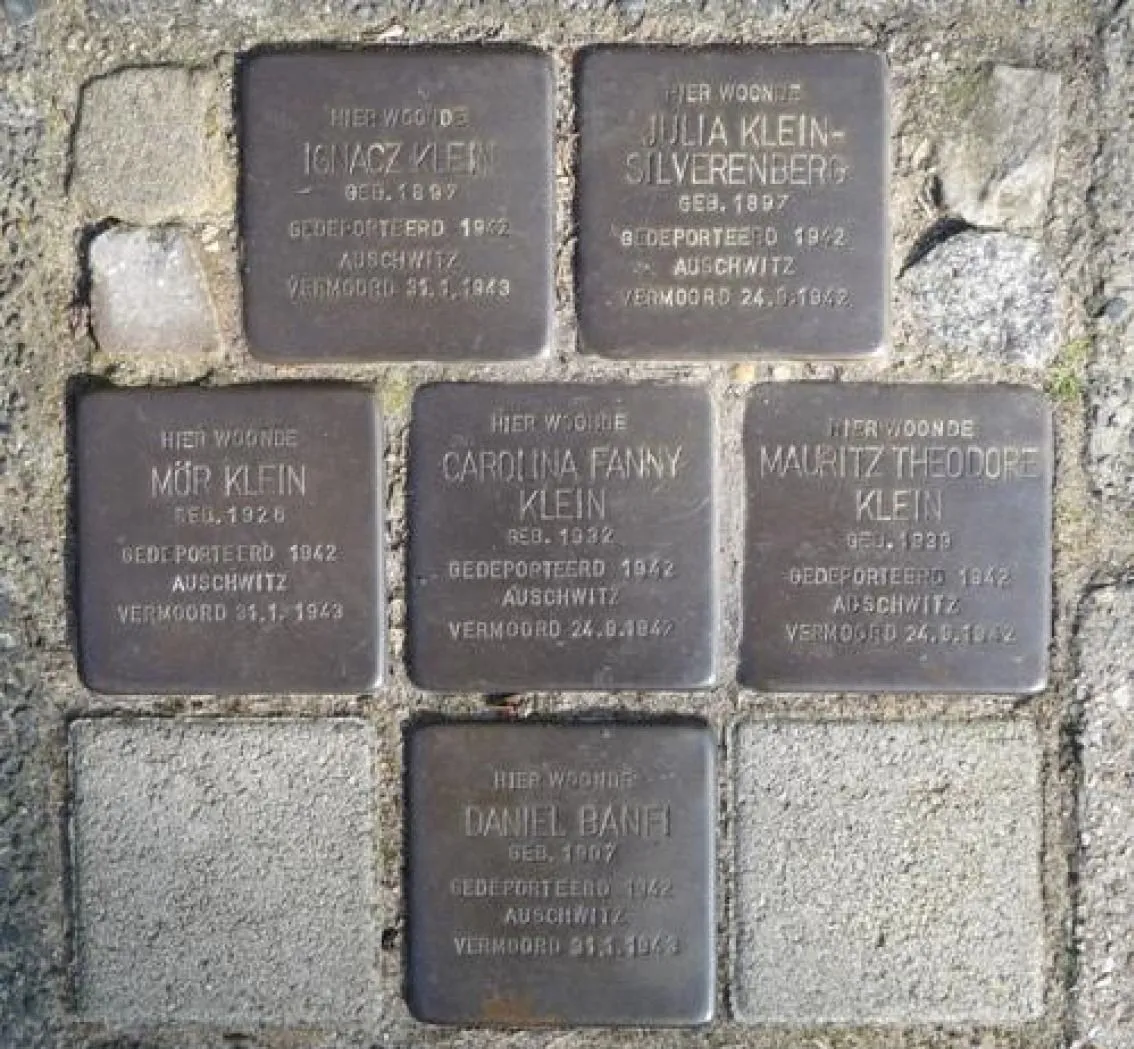 HIER WOONDE
IGNACZ KLEIN
GEB. 1897
GEDEPORTEERD 1942
AUSCHWITZ
VERMOORD 31.1.1943
HIER WOONDE
JULIA KLEIN-
SILVERENBERG
GEB. 1897
GEDEPORTEERD 1942
AUSCHWITZ
VERMOORD 24.9.1942
HIER WOONDE
MÖR KLEIN
GEB. 1926
GEDEPORTEERD 1942
AUSCHWITZ
VERMOORD 31.1.1943
HIER WOONDE
CAROLINA FANNY
KLEIN
GEB. 1932
GEDEPORTEERD 1942
AUSCHWITZ
VERMOORD 24.9.1942
HIER WOONDE
MAURITZ THEODORE
KLEIN
GEB. 1939
GEDEPORTEERD 1942
AUSCHWITZ
VERMOORD 24.9.1942
HIER WOONDE
DANIEL BANFI
GEB. 1907
GEDEPORTEERD 1942
AUSCHWITZ
VERMOORD 31.1.1943